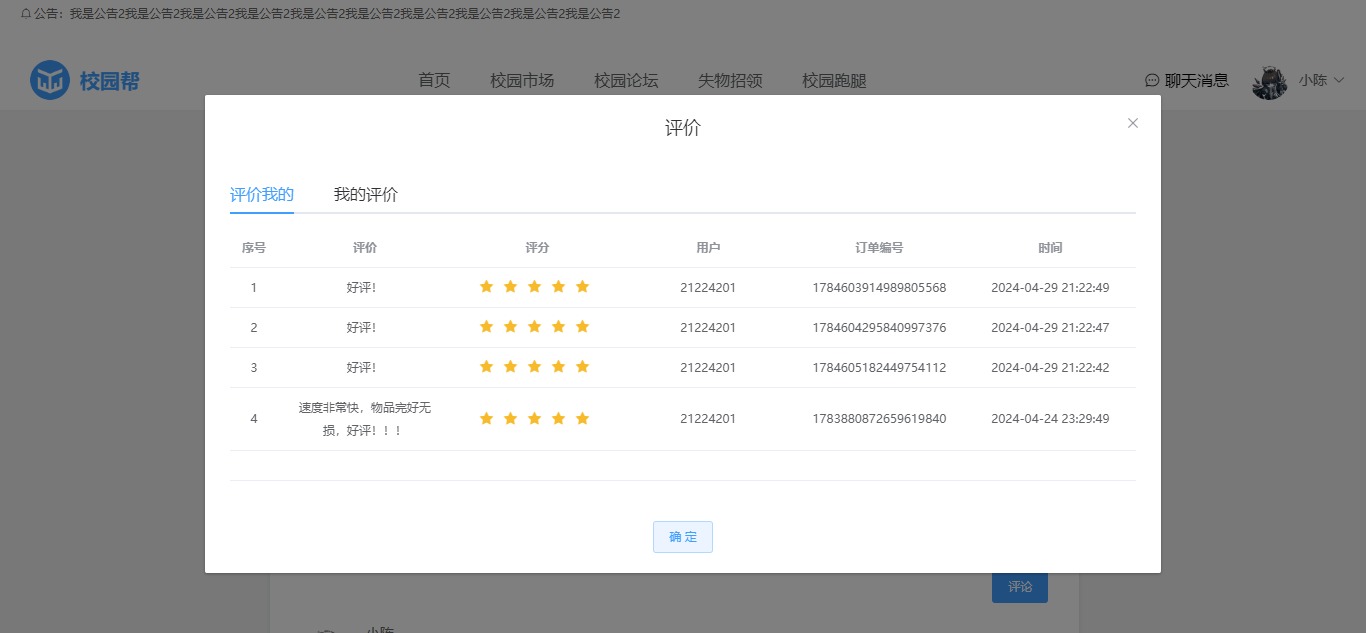 公告：我是公告2我是公告2我是公告2我是公告2我是公告2我是公告2我是公告2我是公告2我是公告2我是公告2
校园帮 首页 校园市场 校园论坛 失物招领 校园跑腿 聊天消息 小陈
评价
评价我的 我的评价
序号 评价 评分 用户 订单编号 时间
1 好评！ 21224201 1784603914989805568 2024-04-29 21:22:49
2 好评！ 21224201 1784604295840997376 2024-04-29 21:22:47
3 好评！ 21224201 1784605182449754112 2024-04-29 21:22:42
4 速度非常快，物品完好无损，好评！！！ 21224201 1783880872659619840 2024-04-24 23:29:49
确 定
评论
小陈